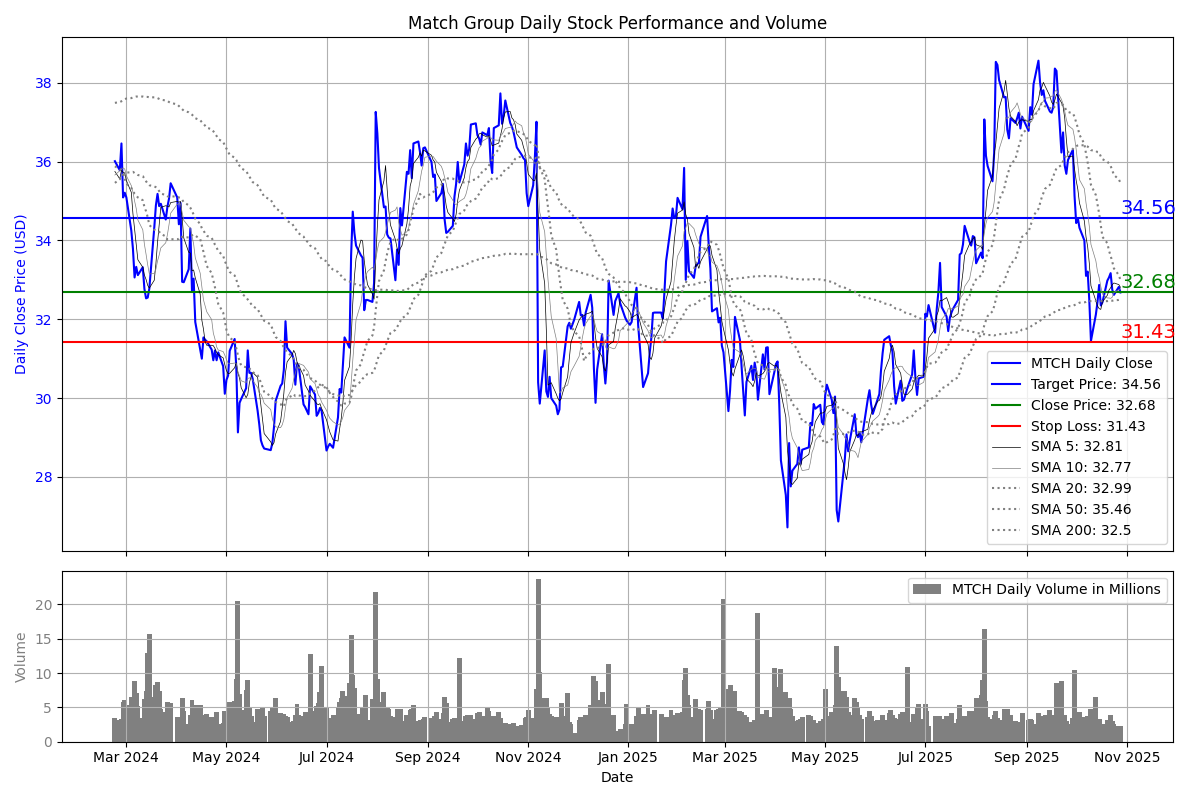 Match Group Daily Stock Performance and Volume
Daily Close Price (USD)
38
36
34
32
30
28
34.56
32.68
31.43
MTCH Daily Close
Target Price: 34.56
Close Price: 32.68
Stop Loss: 31.43
SMA 5: 32.81
SMA 10: 32.77
SMA 20: 32.99
SMA 50: 35.46
SMA 200: 32.5
Volume
20
15
10
5
0
MTCH Daily Volume in Millions
Mar 2024 May 2024 Jul 2024 Sep 2024 Nov 2024 Jan 2025 Mar 2025 May 2025 Jul 2025 Sep 2025 Nov 2025
Date